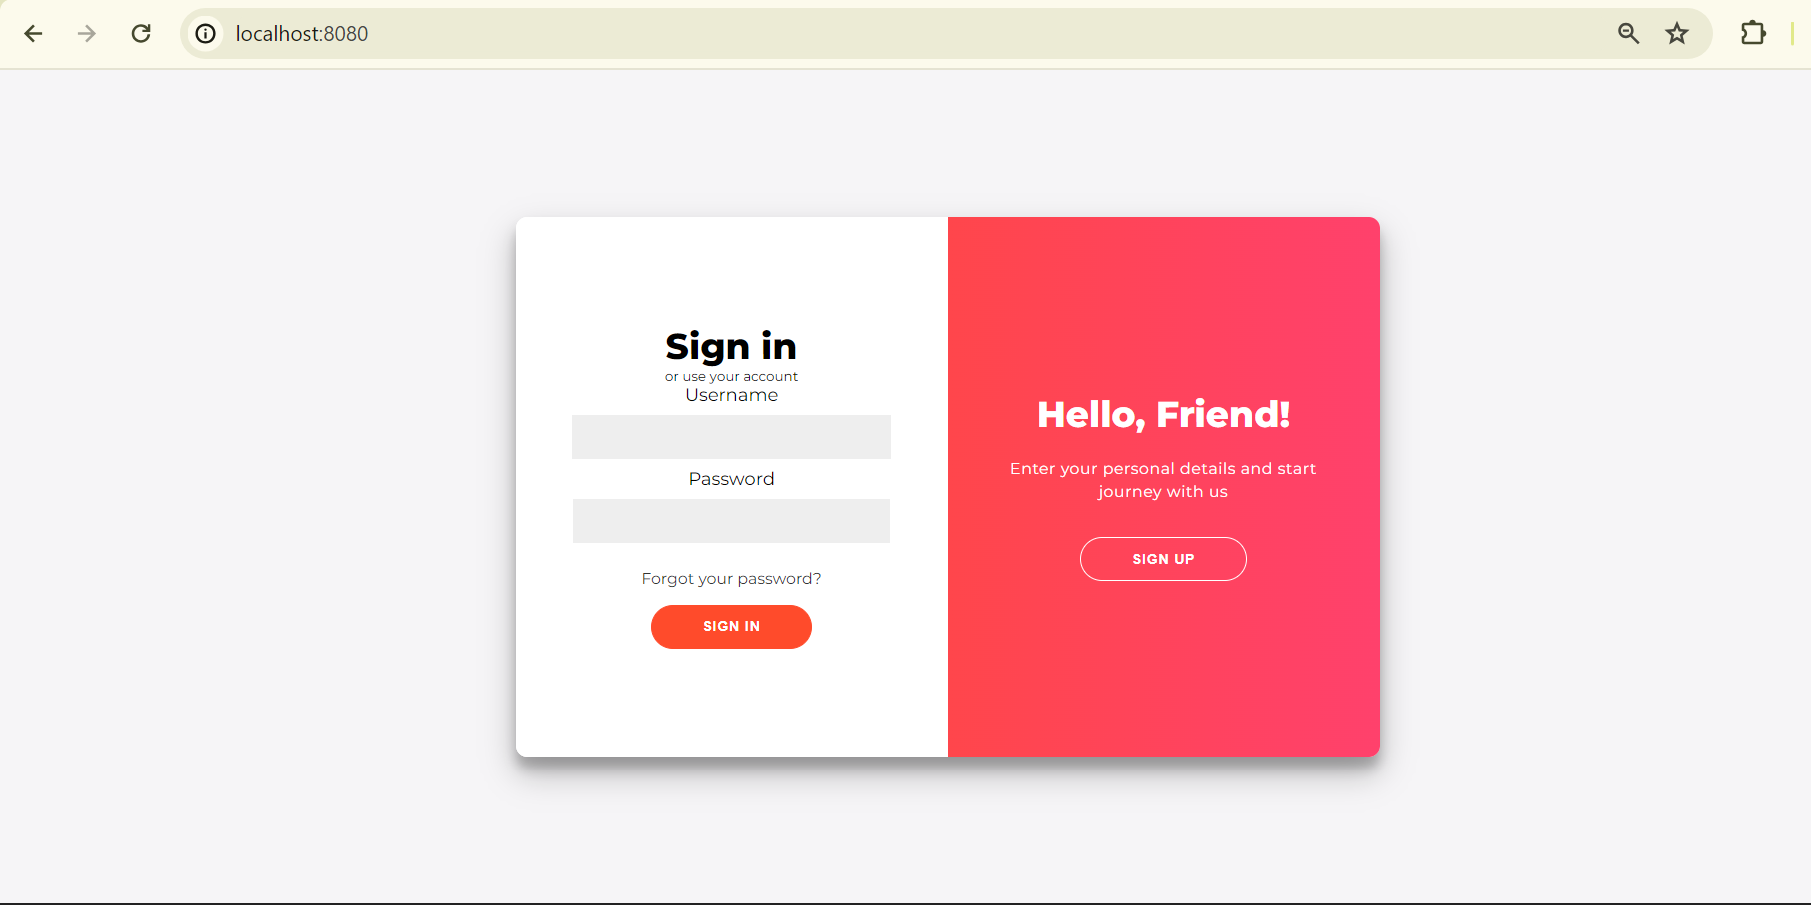 localhost:8080
Sign in
or use your account
Username
Password
Forgot your password?
SIGN IN
Hello, Friend!
Enter your personal details and start
journey with us
SIGN UP